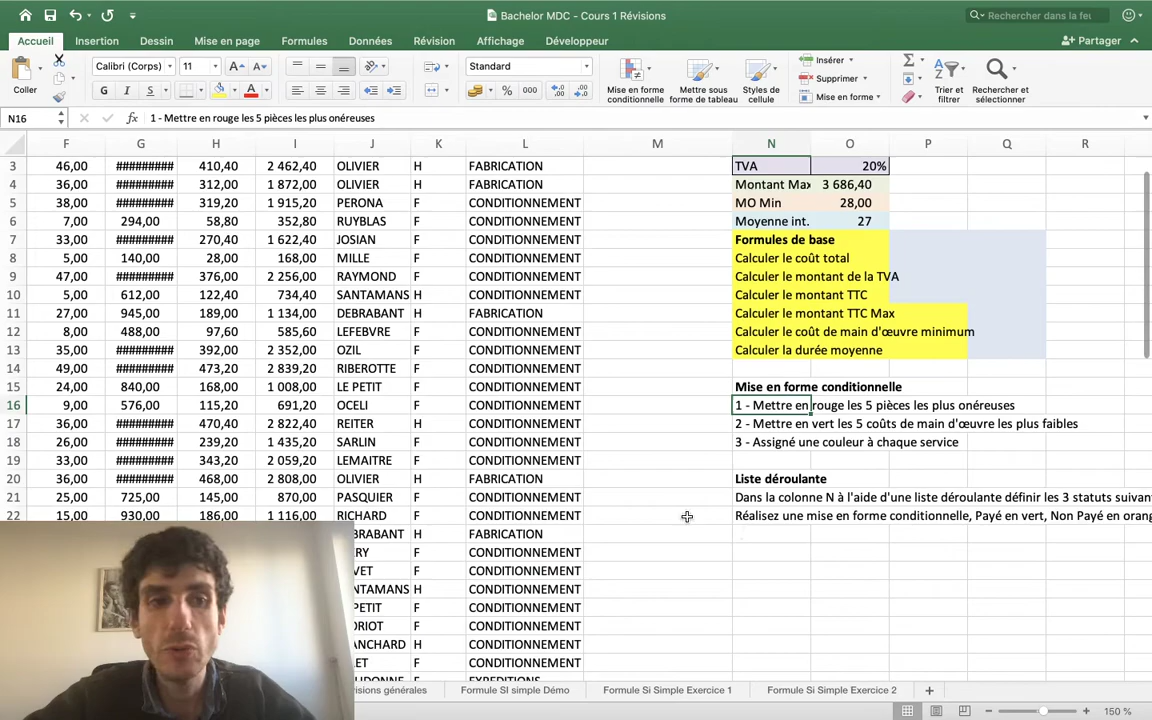 Bachelor MDC - Cours 1 Révisions
Rechercher dans la feu
Accueil Insertion Dessin Mise en page Formules Données Révision Affichage Développeur
Partager
Coller
Calibri (Corps) 11
G I S
Standard
% 000
Mise en forme conditionnelle
Mettre sous forme de tableau
Styles de cellule
Insérer
Supprimer
Mise en forme
Trier et filtrer
Rechercher et sélectionner
N16 fx 1 - Mettre en rouge les 5 pièces les plus onéreuses
F G H I J K L M N O P Q R
3 46,00 ######### 410,40 2 462,40 OLIVIER H FABRICATION TVA 20%
4 36,00 ######### 312,00 1 872,00 OLIVIER H FABRICATION Montant Max 3 686,40
5 38,00 ######### 319,20 1 915,20 PERONA F CONDITIONNEMENT MO Min 28,00
6 7,00 294,00 58,80 352,80 RUYBLAS F CONDITIONNEMENT Moyenne int. 27
7 33,00 ######### 270,40 1 622,40 JOSIAN F CONDITIONNEMENT Formules de base
8 5,00 140,00 28,00 168,00 MILLE F CONDITIONNEMENT Calculer le coût total
9 47,00 ######### 376,00 2 256,00 RAYMOND F CONDITIONNEMENT Calculer le montant de la TVA
10 5,00 612,00 122,40 734,40 SANTAMANS H CONDITIONNEMENT Calculer le montant TTC
11 27,00 945,00 189,00 1 134,00 DEBRABANT H FABRICATION Calculer le montant TTC Max
12 8,00 488,00 97,60 585,60 LEFEBVRE F CONDITIONNEMENT Calculer le coût de main d'œuvre minimum
13 35,00 ######### 392,00 2 352,00 OZIL F CONDITIONNEMENT Calculer la durée moyenne
14 49,00 ######### 473,20 2 839,20 RIBEROTTE F CONDITIONNEMENT
15 24,00 840,00 168,00 1 008,00 LE PETIT F CONDITIONNEMENT Mise en forme conditionnelle
16 9,00 576,00 115,20 691,20 OCELI F CONDITIONNEMENT 1 - Mettre en rouge les 5 pièces les plus onéreuses
17 36,00 ######### 470,40 2 822,40 REITER H CONDITIONNEMENT 2 - Mettre en vert les 5 coûts de main d'œuvre les plus faibles
18 26,00 ######### 239,20 1 435,20 SARLIN F CONDITIONNEMENT 3 - Assigné une couleur à chaque service
19 33,00 ######### 343,20 2 059,20 LEMAITRE F CONDITIONNEMENT
20 36,00 ######### 468,00 2 808,00 OLIVIER H FABRICATION Liste déroulante
21 25,00 725,00 145,00 870,00 PASQUIER F CONDITIONNEMENT Dans la colonne N à l'aide d'une liste déroulante définir les 3 statuts suivan
22 15,00 930,00 186,00 1 116,00 RICHARD F CONDITIONNEMENT Réalisez une mise en forme conditionnelle, Payé en vert, Non Payé en orang
BRABANT H FABRICATION
ERY F CONDITIONNEMENT
VET F CONDITIONNEMENT
NTAMANS H CONDITIONNEMENT
PETIT F CONDITIONNEMENT
ORIOT F CONDITIONNEMENT
ANCHARD H CONDITIONNEMENT
LET F CONDITIONNEMENT
visions générales Formule SI simple Démo Formule Si Simple Exercice 1 Formule Si Simple Exercice 2
150 %